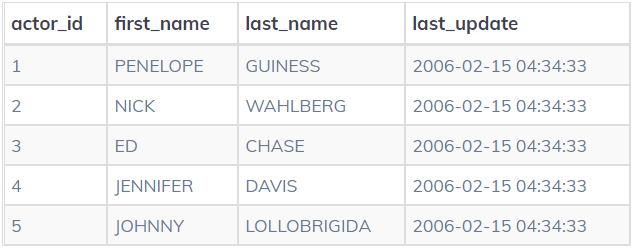 actor_id first_name last_name last_update
1 PENELOPE GUINESS 2006-02-15 04:34:33
2 NICK WAHLBERG 2006-02-15 04:34:33
3 ED CHASE 2006-02-15 04:34:33
4 JENNIFER DAVIS 2006-02-15 04:34:33
5 JOHNNY LOLLOBRIGIDA 2006-02-15 04:34:33